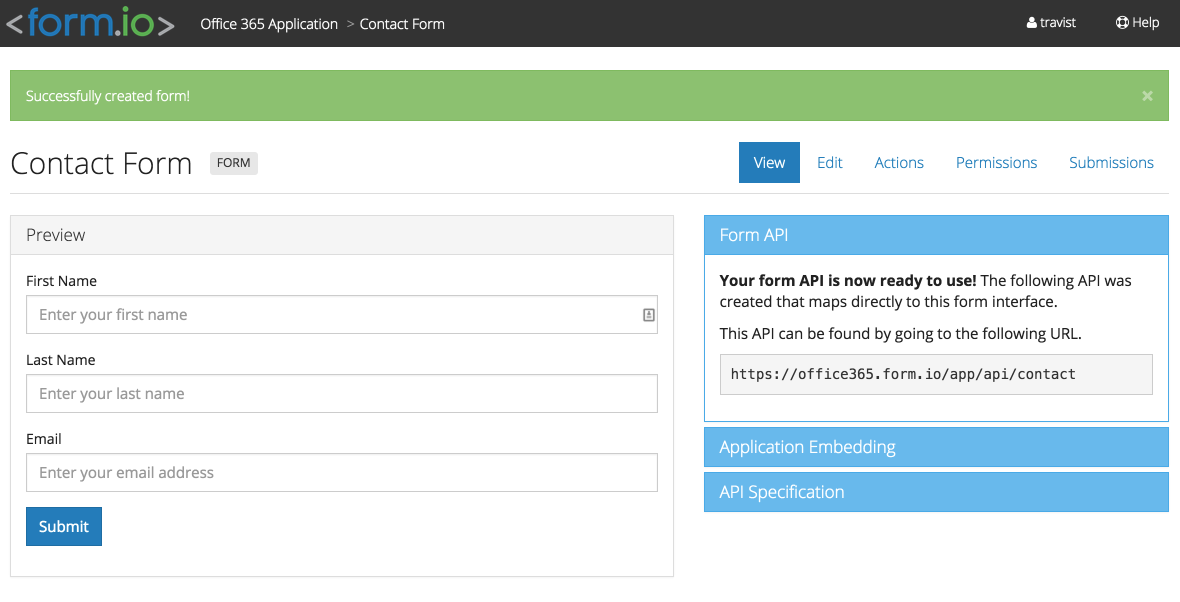 <form.io>
Office 365 Application > Contact Form
travist
Help
Successfully created form!
×
Contact Form FORM
View Edit Actions Permissions Submissions
Preview
First Name
Enter your first name
Last Name
Enter your last name
Email
Enter your email address
Submit
Form API
Your form API is now ready to use! The following API was
created that maps directly to this form interface.
This API can be found by going to the following URL.
https://office365.form.io/app/api/contact
Application Embedding
API Specification